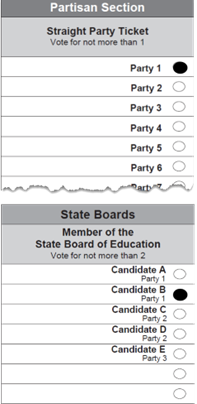 Partisan Section
Straight Party Ticket
Vote for not more than 1
Party 1
Party 2
Party 3
Party 4
Party 5
Party 6
Party 7
State Boards
Member of the
State Board of Education
Vote for not more than 2
Candidate A
Party 1
Candidate B
Party 1
Candidate C
Party 2
Candidate D
Party 2
Candidate E
Party 3